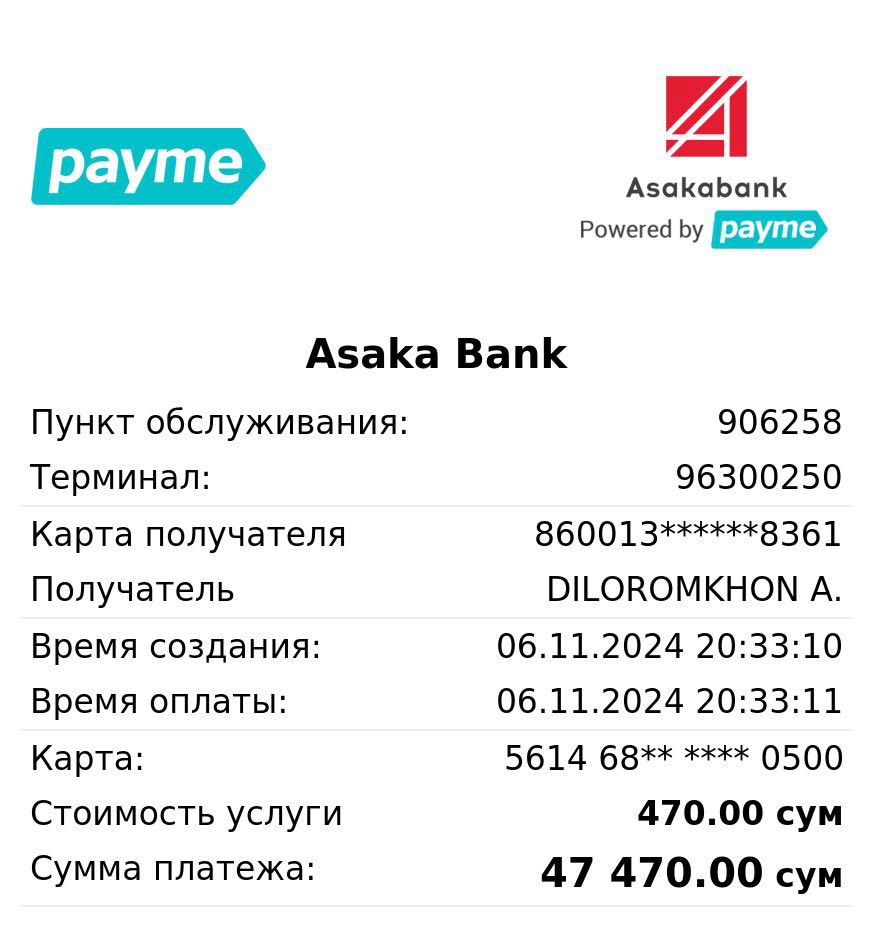 payme
Asakabank
Powered by payme
Asaka Bank
Пункт обслуживания: 906258
Терминал: 96300250
Карта получателя 860013******8361
Получатель DILOROMKHON A.
Время создания: 06.11.2024 20:33:10
Время оплаты: 06.11.2024 20:33:11
Карта: 5614 68** **** 0500
Стоимость услуги 470.00 сум
Сумма платежа: 47 470.00 сум